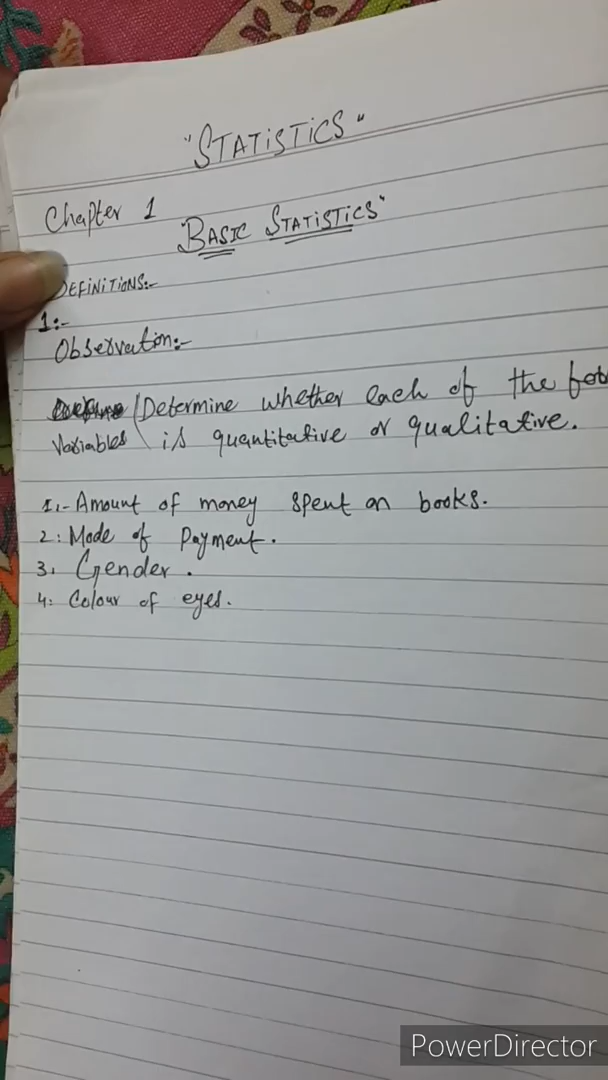 "STATISTICS"
Chapter 1
"BASIC STATISTICS"
DEFINITIONS:-
1:-
Observation:-
Determine whether each of the
Variables is quantitative or qualitative.
1,- Amount of money spent on books.
2: Mode of Payment.
3. Gender.
4: Colour of eyes.
PowerDirector